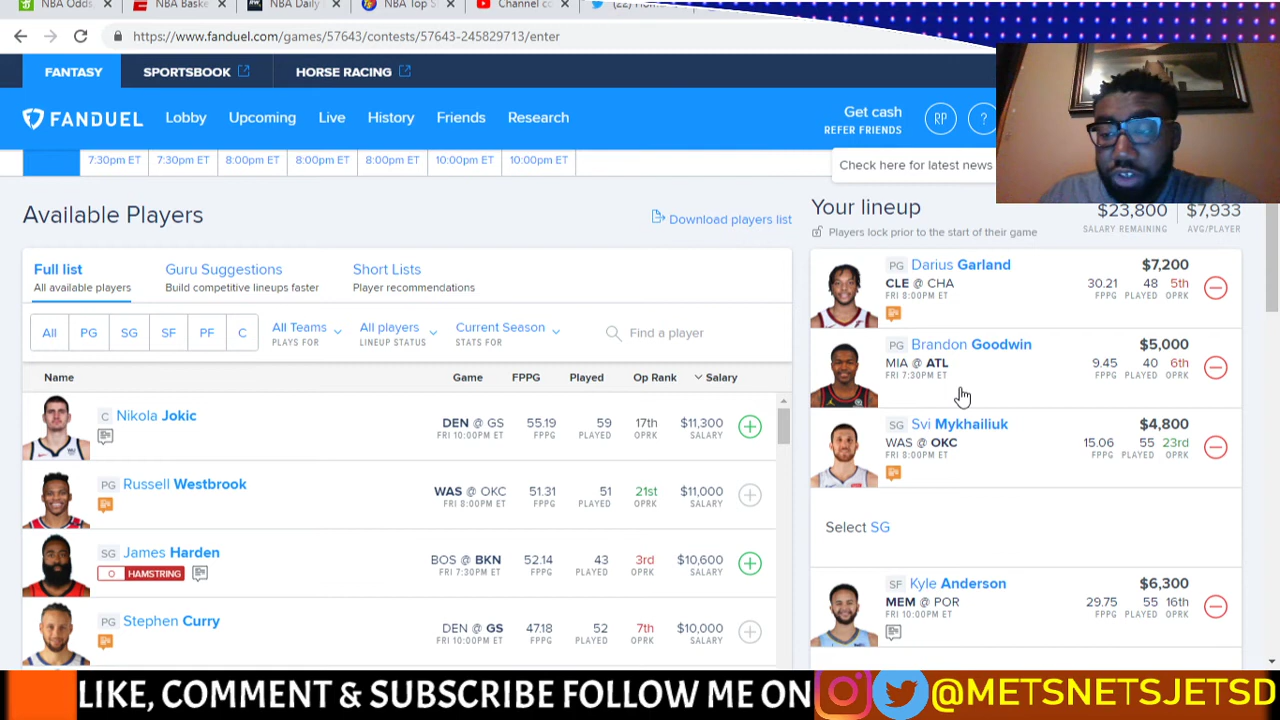 NBA Odds
NBA Baske
NBA Daily
NBA Top S
Channel co
https://www.fanduel.com/games/57643/contests/57643-245829713/enter
FANTASY SPORTSBOOK HORSE RACING
FANDUEL Lobby Upcoming Live History Friends Research
Get cash
REFER FRIENDS
RP ?
7:30pm ET 7:30pm ET 8:00pm ET 8:00pm ET 8:00pm ET 10:00pm ET 10:00pm ET
Check here for latest news
Available Players
Download players list
Full list
All available players
Guru Suggestions
Build competitive lineups faster
Short Lists
Player recommendations
All PG SG SF PF C
All Teams
PLAYS FOR
All players
LINEUP STATUS
Current Season
STATS FOR
Find a player
Name Game FPPG Played Op Rank Salary
C Nikola Jokic
DEN @ GS
FRI 10:00PM ET
55.19
FPPG
59
PLAYED
17th
OPRK
$11,300
SALARY
PG Russell Westbrook
WAS @ OKC
FRI 8:00PM ET
51.31
FPPG
51
PLAYED
21st
OPRK
$11,000
SALARY
SG James Harden
O HAMSTRING
BOS @ BKN
FRI 7:30PM ET
52.14
FPPG
43
PLAYED
3rd
OPRK
$10,600
SALARY
PG Stephen Curry
DEN @ GS
FRI 10:00PM ET
47.18
FPPG
52
PLAYED
7th
OPRK
$10,000
SALARY
Your lineup
Players lock prior to the start of their game
$23,800
SALARY REMAINING
$7,933
AVG/PLAYER
PG Darius Garland
$7,200
CLE @ CHA
FRI 8:00PM ET
30.21
FPPG
48
PLAYED
5th
OPRK
PG Brandon Goodwin
$5,000
MIA @ ATL
FRI 7:30PM ET
9.45
FPPG
40
PLAYED
6th
OPRK
SG Svi Mykhailiuk
$4,800
WAS @ OKC
FRI 8:00PM ET
15.06
FPPG
55
PLAYED
23rd
OPRK
Select SG
SF Kyle Anderson
$6,300
MEM @ POR
FRI 10:00PM ET
29.75
FPPG
55
PLAYED
16th
OPRK
LIKE, COMMENT & SUBSCRIBE FOLLOW ME ON @METSNETSJETSD